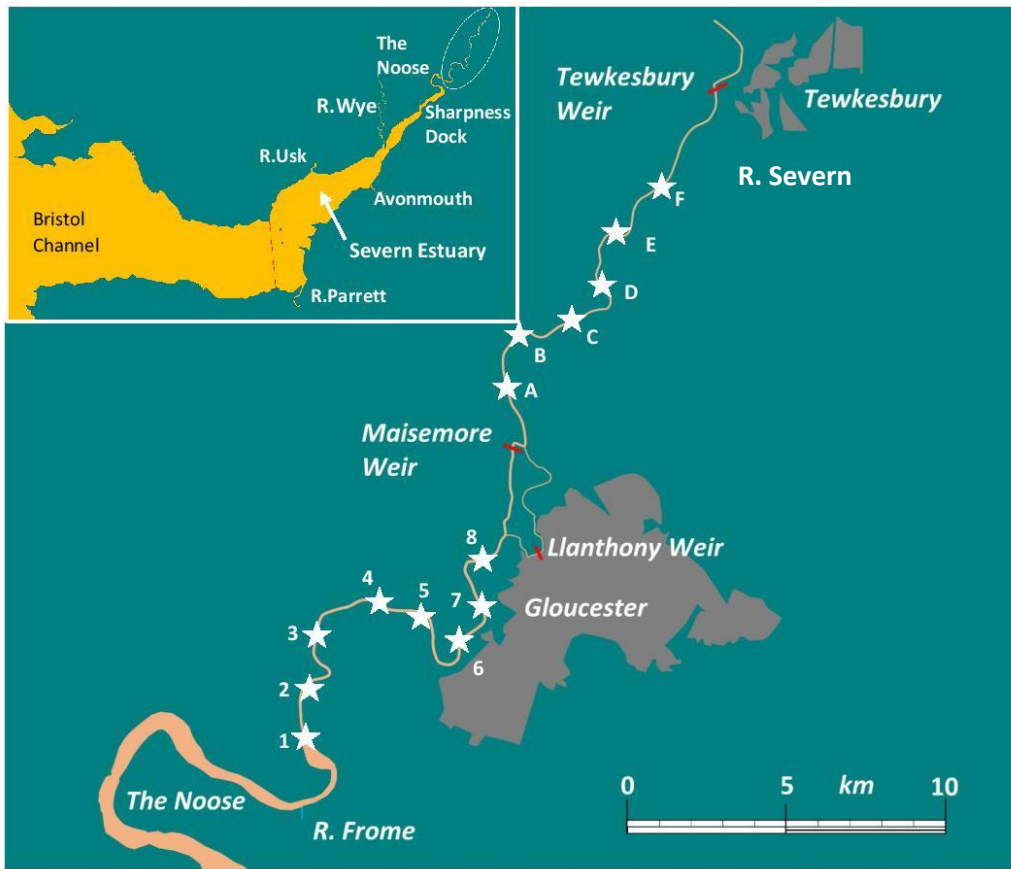 The
Noose
R.Wye
Sharpness
Dock
R.Usk
Avonmouth
Bristol
Channel
Severn Estuary
R.Parrett
Tewkesbury
Weir
Tewkesbury
R. Severn
F
E
D
C
B
A
Maisemore
Weir
8
Llanthony Weir
4
5
7
Gloucester
3
6
2
1
The Noose
R. Frome
0
5
km
10